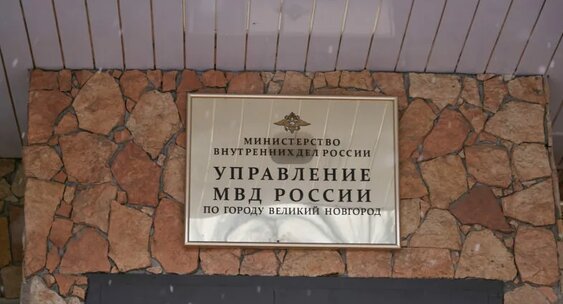 МИНИСТЕРСТВО
ВНУТРЕННИХ ДЕЛ РОССИИ
УПРАВЛЕНИЕ
МВД РОССИИ
ПО ГОРОДУ ВЕЛИКИЙ НОВГОРОД